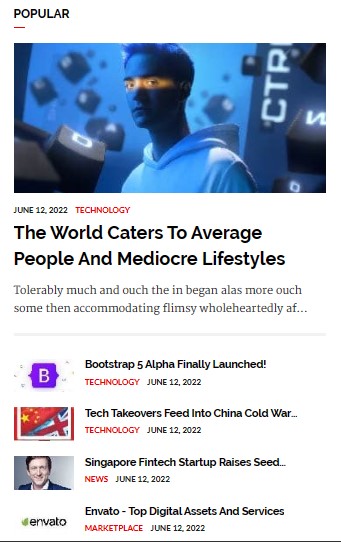 POPULAR
CTRL
W
JUNE 12, 2022 TECHNOLOGY
The World Caters To Average
People And Mediocre Lifestyles
Tolerably much and ouch the in began alas more ouch
some then accommodating flimsy wholeheartedly af...
B
Bootstrap 5 Alpha Finally Launched!
TECHNOLOGY JUNE 12, 2022
Tech Takeovers Feed Into China Cold War...
TECHNOLOGY JUNE 12, 2022
Singapore Fintech Startup Raises Seed...
NEWS JUNE 12, 2022
envato
Envato - Top Digital Assets And Services
MARKETPLACE JUNE 12, 2022